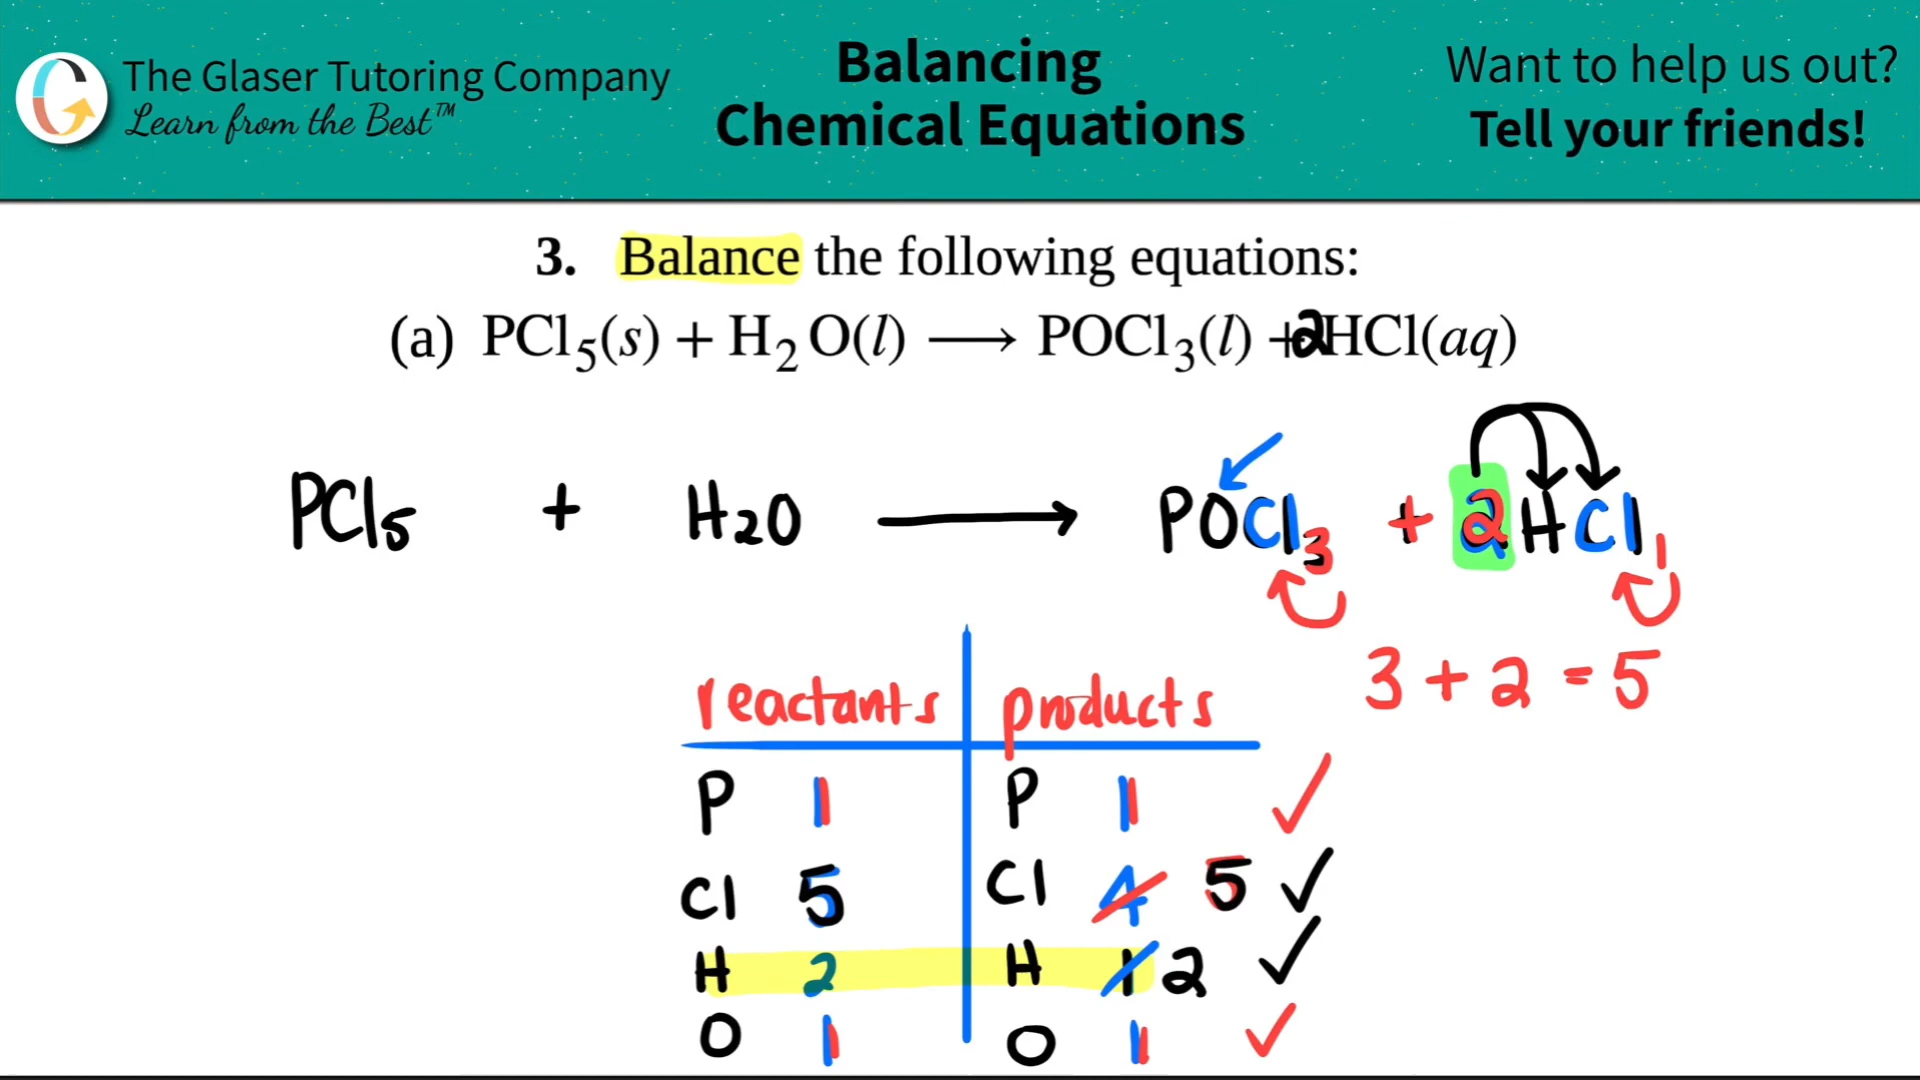 The Glaser Tutoring Company
Learn from the Best™
Balancing
Chemical Equations
Want to help us out?
Tell your friends!
3. Balance the following equations:
(a) PCl₅(s) + H₂O(l) ⟶ POCl₃(l) + 2HCl(aq)
PCl₅ + H₂O ⟶ POCl₃ + 2HCl₁
3 + 2 = 5
reactants products
P 1 P 1 ✓
Cl 5 Cl 4 5 ✓
H 2 H 1 2 ✓
O 1 O 1 ✓